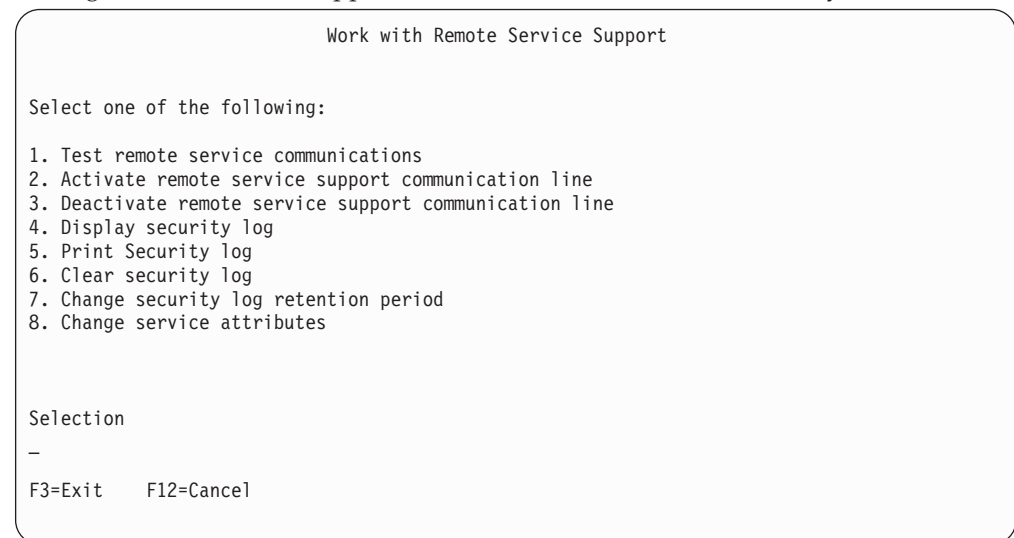 Work with Remote Service Support
Select one of the following:
1. Test remote service communications
2. Activate remote service support communication line
3. Deactivate remote service support communication line
4. Display security log
5. Print Security log
6. Clear security log
7. Change security log retention period
8. Change service attributes
Selection
_
F3=Exit F12=Cancel